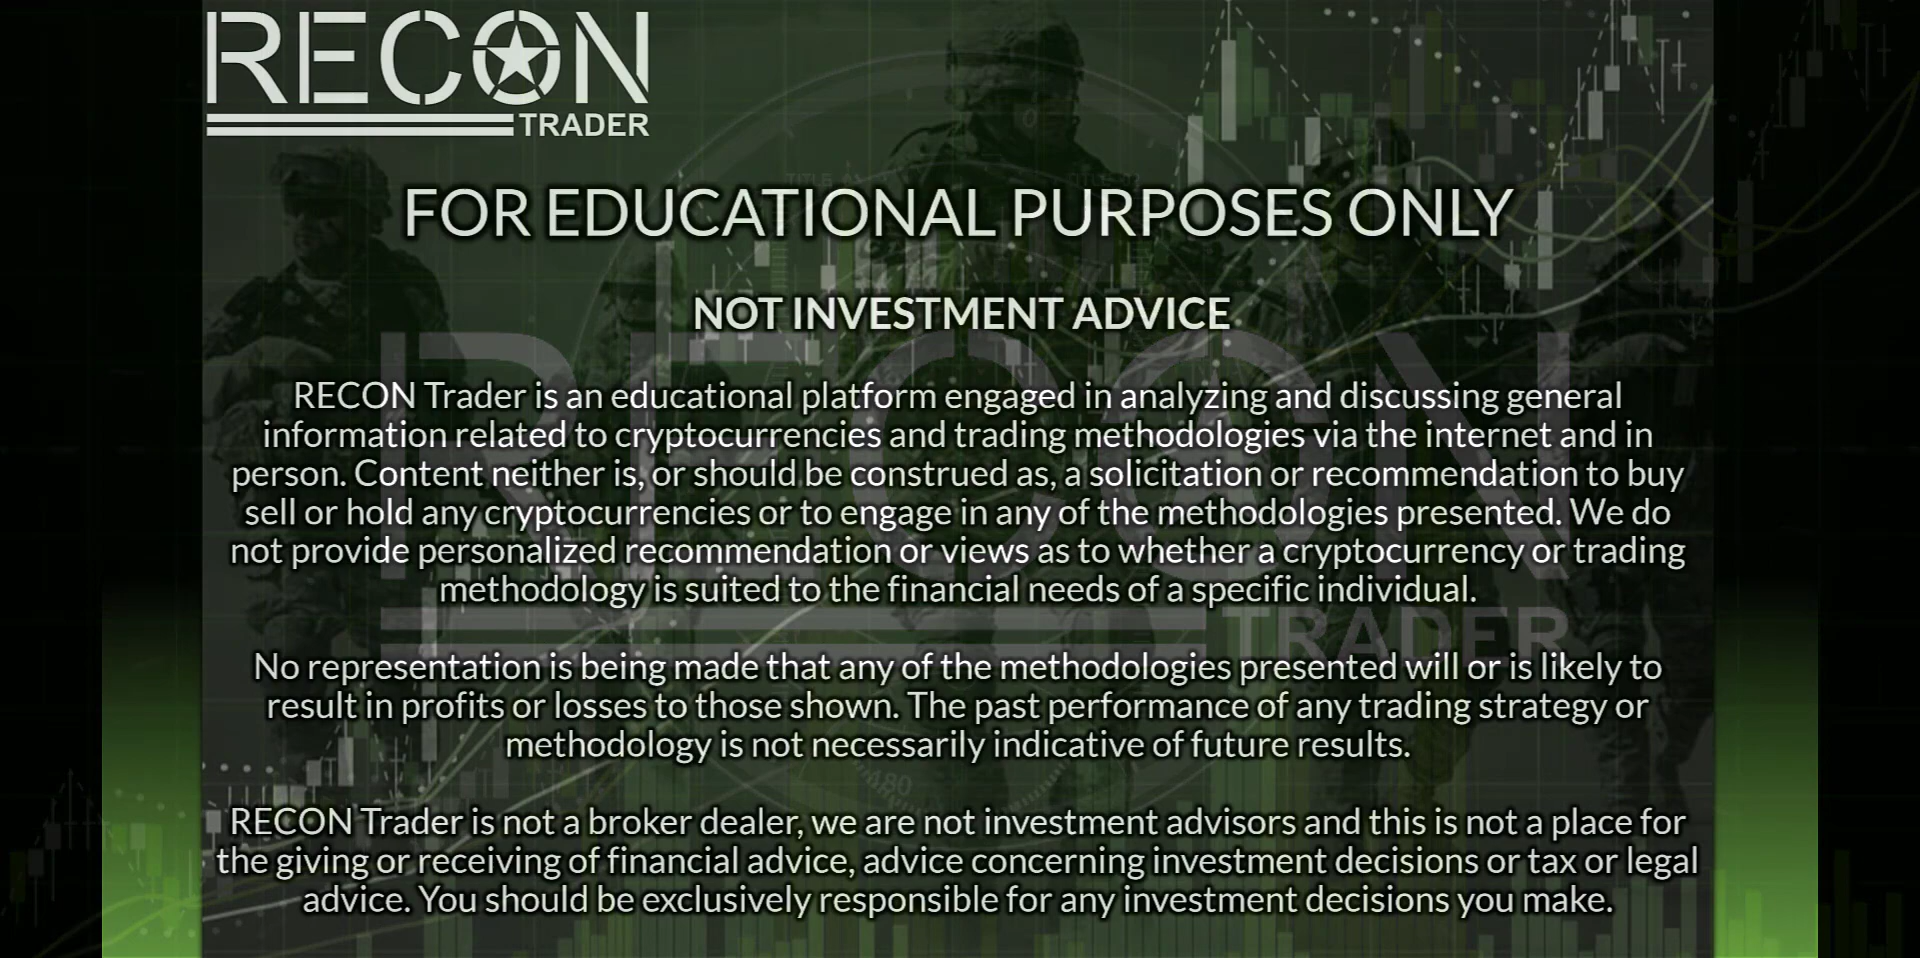 RECON
TRADER
FOR EDUCATIONAL PURPOSES ONLY
NOT INVESTMENT ADVICE
RECON Trader is an educational platform engaged in analyzing and discussing general
information related to cryptocurrencies and trading methodologies via the internet and in
person. Content neither is, or should be construed as, a solicitation or recommendation to buy
sell or hold any cryptocurrencies or to engage in any of the methodologies presented. We do
not provide personalized recommendation or views as to whether a cryptocurrency or trading
methodology is suited to the financial needs of a specific individual.
RECON
TRADER
No representation is being made that any of the methodologies presented will or is likely to
result in profits or losses to those shown. The past performance of any trading strategy or
methodology is not necessarily indicative of future results.
480
RECON Trader is not a broker dealer, we are not investment advisors and this is not a place for
the giving or receiving of financial advice, advice concerning investment decisions or tax or legal
advice. You should be exclusively responsible for any investment decisions you make.